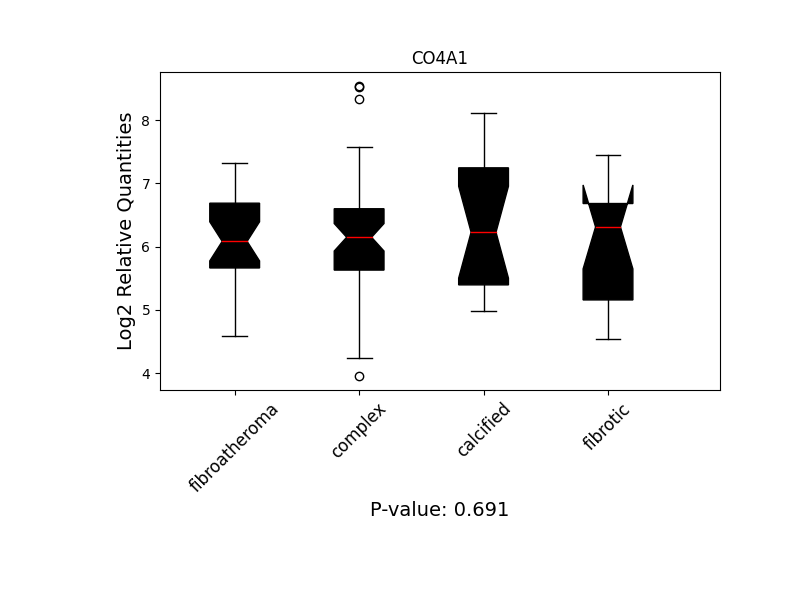 CO4A1
Log2 Relative Quantities
8
7
6
5
4
fibroatheroma
complex
calcified
fibrotic
P-value: 0.691